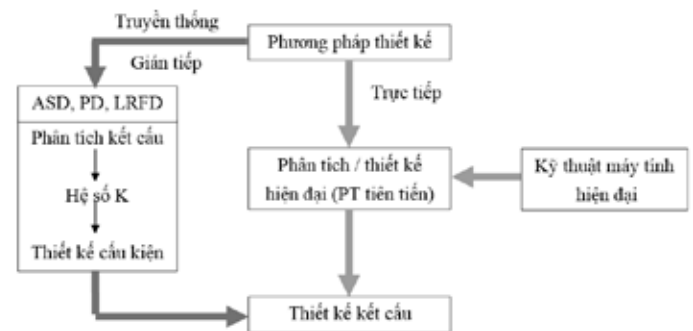 Truyền thống
Gián tiếp
Phương pháp thiết kế
Trực tiếp
ASD, PD, LRFD
Phân tích kết cấu
Hệ số K
Thiết kế cấu kiện
Phân tích / thiết kế
hiện đại (PT tiên tiến)
Kỹ thuật máy tính
hiện đại
Thiết kế kết cấu